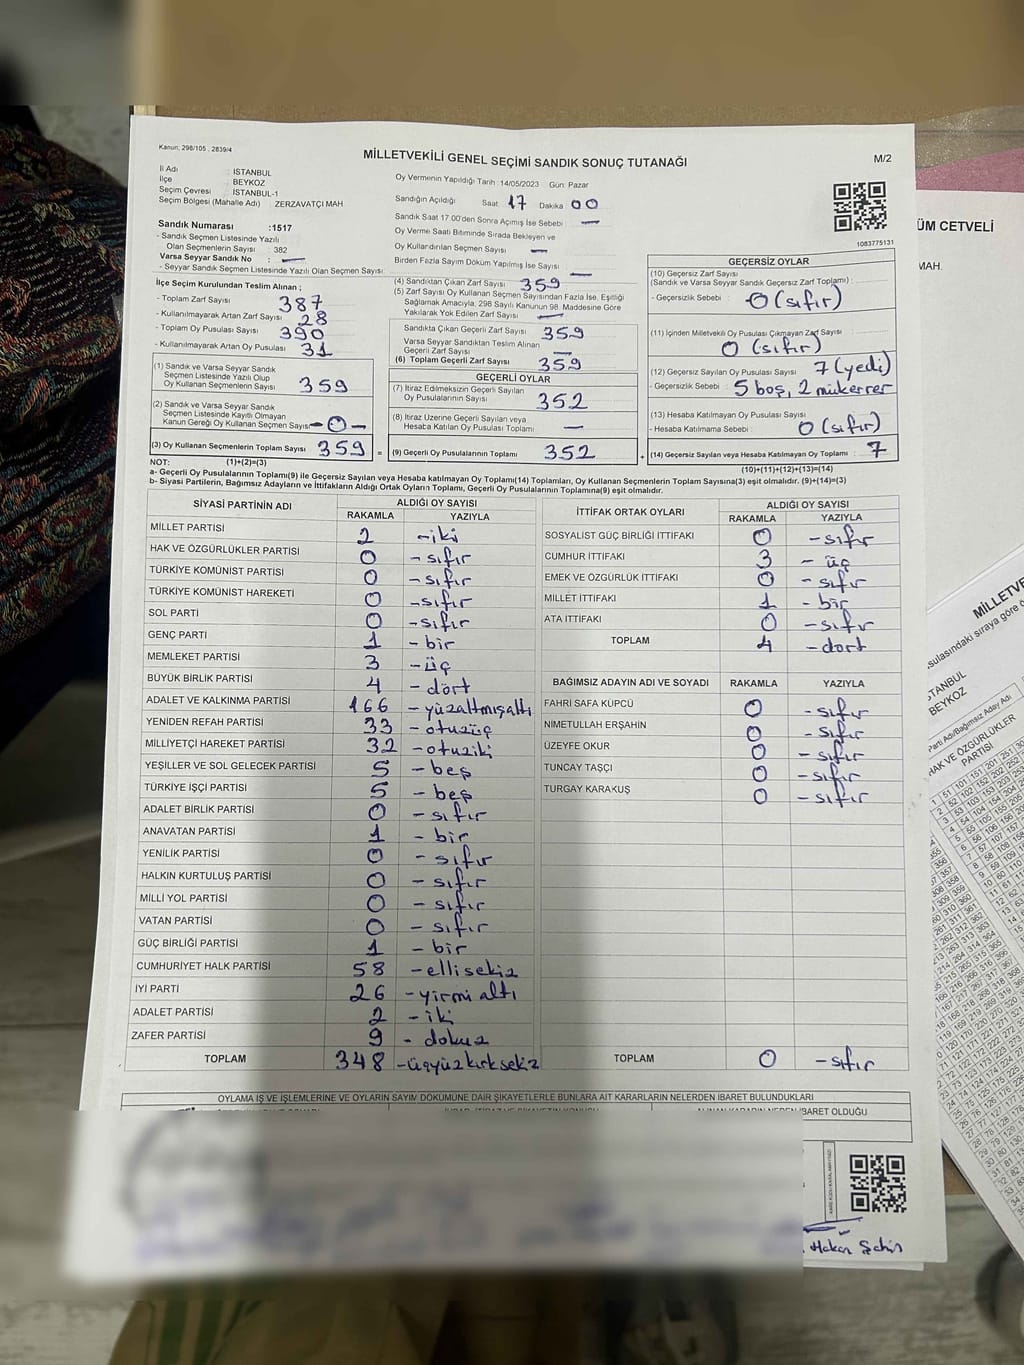 Kanun; 298/105 , 2839/4
MİLLETVEKİLİ GENEL SEÇİMİ SANDIK SONUÇ TUTANAĞI
M/2
İl Adı : İSTANBUL
İlçe : BEYKOZ
Seçim Çevresi : İSTANBUL-1
Seçim Bölgesi (Mahalle Adı) : ZERZAVATÇI MAH.
Oy Vermenin Yapıldığı Tarih :14/05/2023 Gün: Pazar
Sandığın Açıldığı Saat 17 Dakika 00
Sandık Saat 17.00'den Sonra Açımış İse Sebebi : —
Oy Verme Saati Bitiminde Sırada Bekleyen ve
Oy Kullandırılan Seçmen Sayısı : —
Birden Fazla Sayım Döküm Yapılmış İse Sayısı : —
1083775131
Sandık Numarası :1517
- Sandık Seçmen Listesinde Yazılı
Olan Seçmenlerin Sayısı : 382
Varsa Seyyar Sandık No : —
- Seyyar Sandık Seçmen Listesinde Yazılı Olan Seçmen Sayısı: —
İlçe Seçim Kurulundan Teslim Alınan ;
- Toplam Zarf Sayısı : 387
- Kullanılmayarak Artan Zarf Sayısı : 28
- Toplam Oy Pusulası Sayısı : 390
- Kullanılmayarak Artan Oy Pusulası : 31
(1) Sandık ve Varsa Seyyar Sandık
Seçmen Listesinde Yazılı Olup
Oy Kullanan Seçmenlerin Sayısı : 359
(2) Sandık ve Varsa Seyyar Sandık
Seçmen Listesinde Kayıtlı Olmayan
Kanun Gereği Oy Kullanan Seçmen Sayısı: — 0 —
(3) Oy Kullanan Seçmenlerin Toplam Sayısı : 359 =
(4) Sandıktan Çıkan Zarf Sayısı : 359
(5) Zarf Sayısı Oy Kullanan Seçmen Sayısından Fazla İse, Eşitliği
Sağlamak Amacıyla, 298 Sayılı Kanunun 98. Maddesine Göre
Yakılarak Yok Edilen Zarf Sayısı : —
Sandıkta Çıkan Geçerli Zarf Sayısı : 359
Varsa Seyyar Sandıktan Teslim Alınan
Geçerli Zarf Sayısı : —
(6) Toplam Geçerli Zarf Sayısı : 359
GEÇERLİ OYLAR
(7) İtiraz Edilmeksizin Geçerli Sayılan
Oy Pusulalarının Sayısı : 352
(8) İtiraz Üzerine Geçerli Sayılan veya
Hesaba Katılan Oy Pusulası Toplamı : —
(9) Geçerli Oy Pusulalarının Toplamı : 352 +
GEÇERSİZ OYLAR
(10) Geçersiz Zarf Sayısı
(Sandık ve Varsa Seyyar Sandık Geçersiz Zarf Toplamı) :
- Geçersizlik Sebebi : 0 (sıfır)
(11) İçinden Milletvekili Oy Pusulası Çıkmayan Zarf Sayısı :
0 (sıfır)
(12) Geçersiz Sayılan Oy Pusulası Sayısı : 7 (yedi)
- Geçersizlik Sebebi : 5 boş, 2 mükerrer
(13) Hesaba Katılmayan Oy Pusulası Sayısı :
- Hesaba Katılmama Sebebi : 0 (sıfır)
(14) Geçersiz Sayılan veya Hesaba Katılmayan Oy Toplamı : 7
NOT: (1)+(2)=(3) (10)+(11)+(12)+(13)=(14)
a- Geçerli Oy Pusulalarının Toplamı(9) ile Geçersiz Sayılan veya Hesaba katılmayan Oy Toplamı(14) Toplamları, Oy Kullanan Seçmenlerin Toplam Sayısına(3) eşit olmalıdır. (9)+(14)=(3)
b- Siyasi Partilerin, Bağımsız Adayların ve İttifakların Aldığı Ortak Oyların Toplamı, Geçerli Oy Pusulalarının Toplamına(9) eşit olmalıdır.
SİYASİ PARTİNİN ADI ALDIĞI OY SAYISI
RAKAMLA YAZIYLA
MİLLET PARTİSİ 2 -iki
HAK VE ÖZGÜRLÜKLER PARTİSİ 0 -sıfır
TÜRKİYE KOMÜNİST PARTİSİ 0 -sıfır
TÜRKİYE KOMÜNİST HAREKETİ 0 -sıfır
SOL PARTİ 0 -sıfır
GENÇ PARTİ 1 -bir
MEMLEKET PARTİSİ 3 -üç
BÜYÜK BİRLİK PARTİSİ 4 -dört
ADALET VE KALKINMA PARTİSİ 166 -yüzaltmışaltı
YENİDEN REFAH PARTİSİ 33 -otuzüç
MİLLİYETÇİ HAREKET PARTİSİ 32 -otuziki
YEŞİLLER VE SOL GELECEK PARTİSİ 5 -beş
TÜRKİYE İŞÇİ PARTİSİ 5 -beş
ADALET BİRLİK PARTİSİ 0 -sıfır
ANAVATAN PARTİSİ 1 -bir
YENİLİK PARTİSİ 0 -sıfır
HALKIN KURTULUŞ PARTİSİ 0 -sıfır
MİLLİ YOL PARTİSİ 0 -sıfır
VATAN PARTİSİ 0 -sıfır
GÜÇ BİRLİĞİ PARTİSİ 1 -bir
CUMHURİYET HALK PARTİSİ 58 -ellisekiz
İYİ PARTİ 26 -yirmi altı
ADALET PARTİSİ 2 -iki
ZAFER PARTİSİ 9 -dokuz
TOPLAM 348 -üçyüzkırksekiz
İTTİFAK ORTAK OYLARI ALDIĞI OY SAYISI
RAKAMLA YAZIYLA
SOSYALİST GÜÇ BİRLİĞİ İTTİFAKI 0 -sıfır
CUMHUR İTTİFAKI 3 -üç
EMEK VE ÖZGÜRLÜK İTTİFAKI 0 -sıfır
MİLLET İTTİFAKI 1 -bir
ATA İTTİFAKI 0 -sıfır
TOPLAM 4 -dort
BAĞIMSIZ ADAYIN ADI VE SOYADI RAKAMLA YAZIYLA
FAHRİ SAFA KÜPCÜ 0 -sıfır
NİMETULLAH ERŞAHİN 0 -sıfır
ÜZEYFE OKUR 0 -sıfır
TUNCAY TAŞÇI 0 -sıfır
TURGAY KARAKUŞ 0 -sıfır
TOPLAM 0 -sıfır
OYLAMA İŞ VE İŞLEMLERİNE VE OYLARIN SAYIM DÖKÜMÜNE DAİR ŞİKAYETLERLE BUNLARA AİT KARARLARIN NELERDEN İBARET BULUNDUKLARI
İBARET OLDUĞU
Hakan Şahin
ÜM CETVELİ
MAH.
MİLLETVE
sulasındaki sıraya göre
STANBUL
BEYKOZ
Parti Adı/Bağımsız Aday Adı
HAK VE ÖZGÜRLÜKLER
PARTİSİ